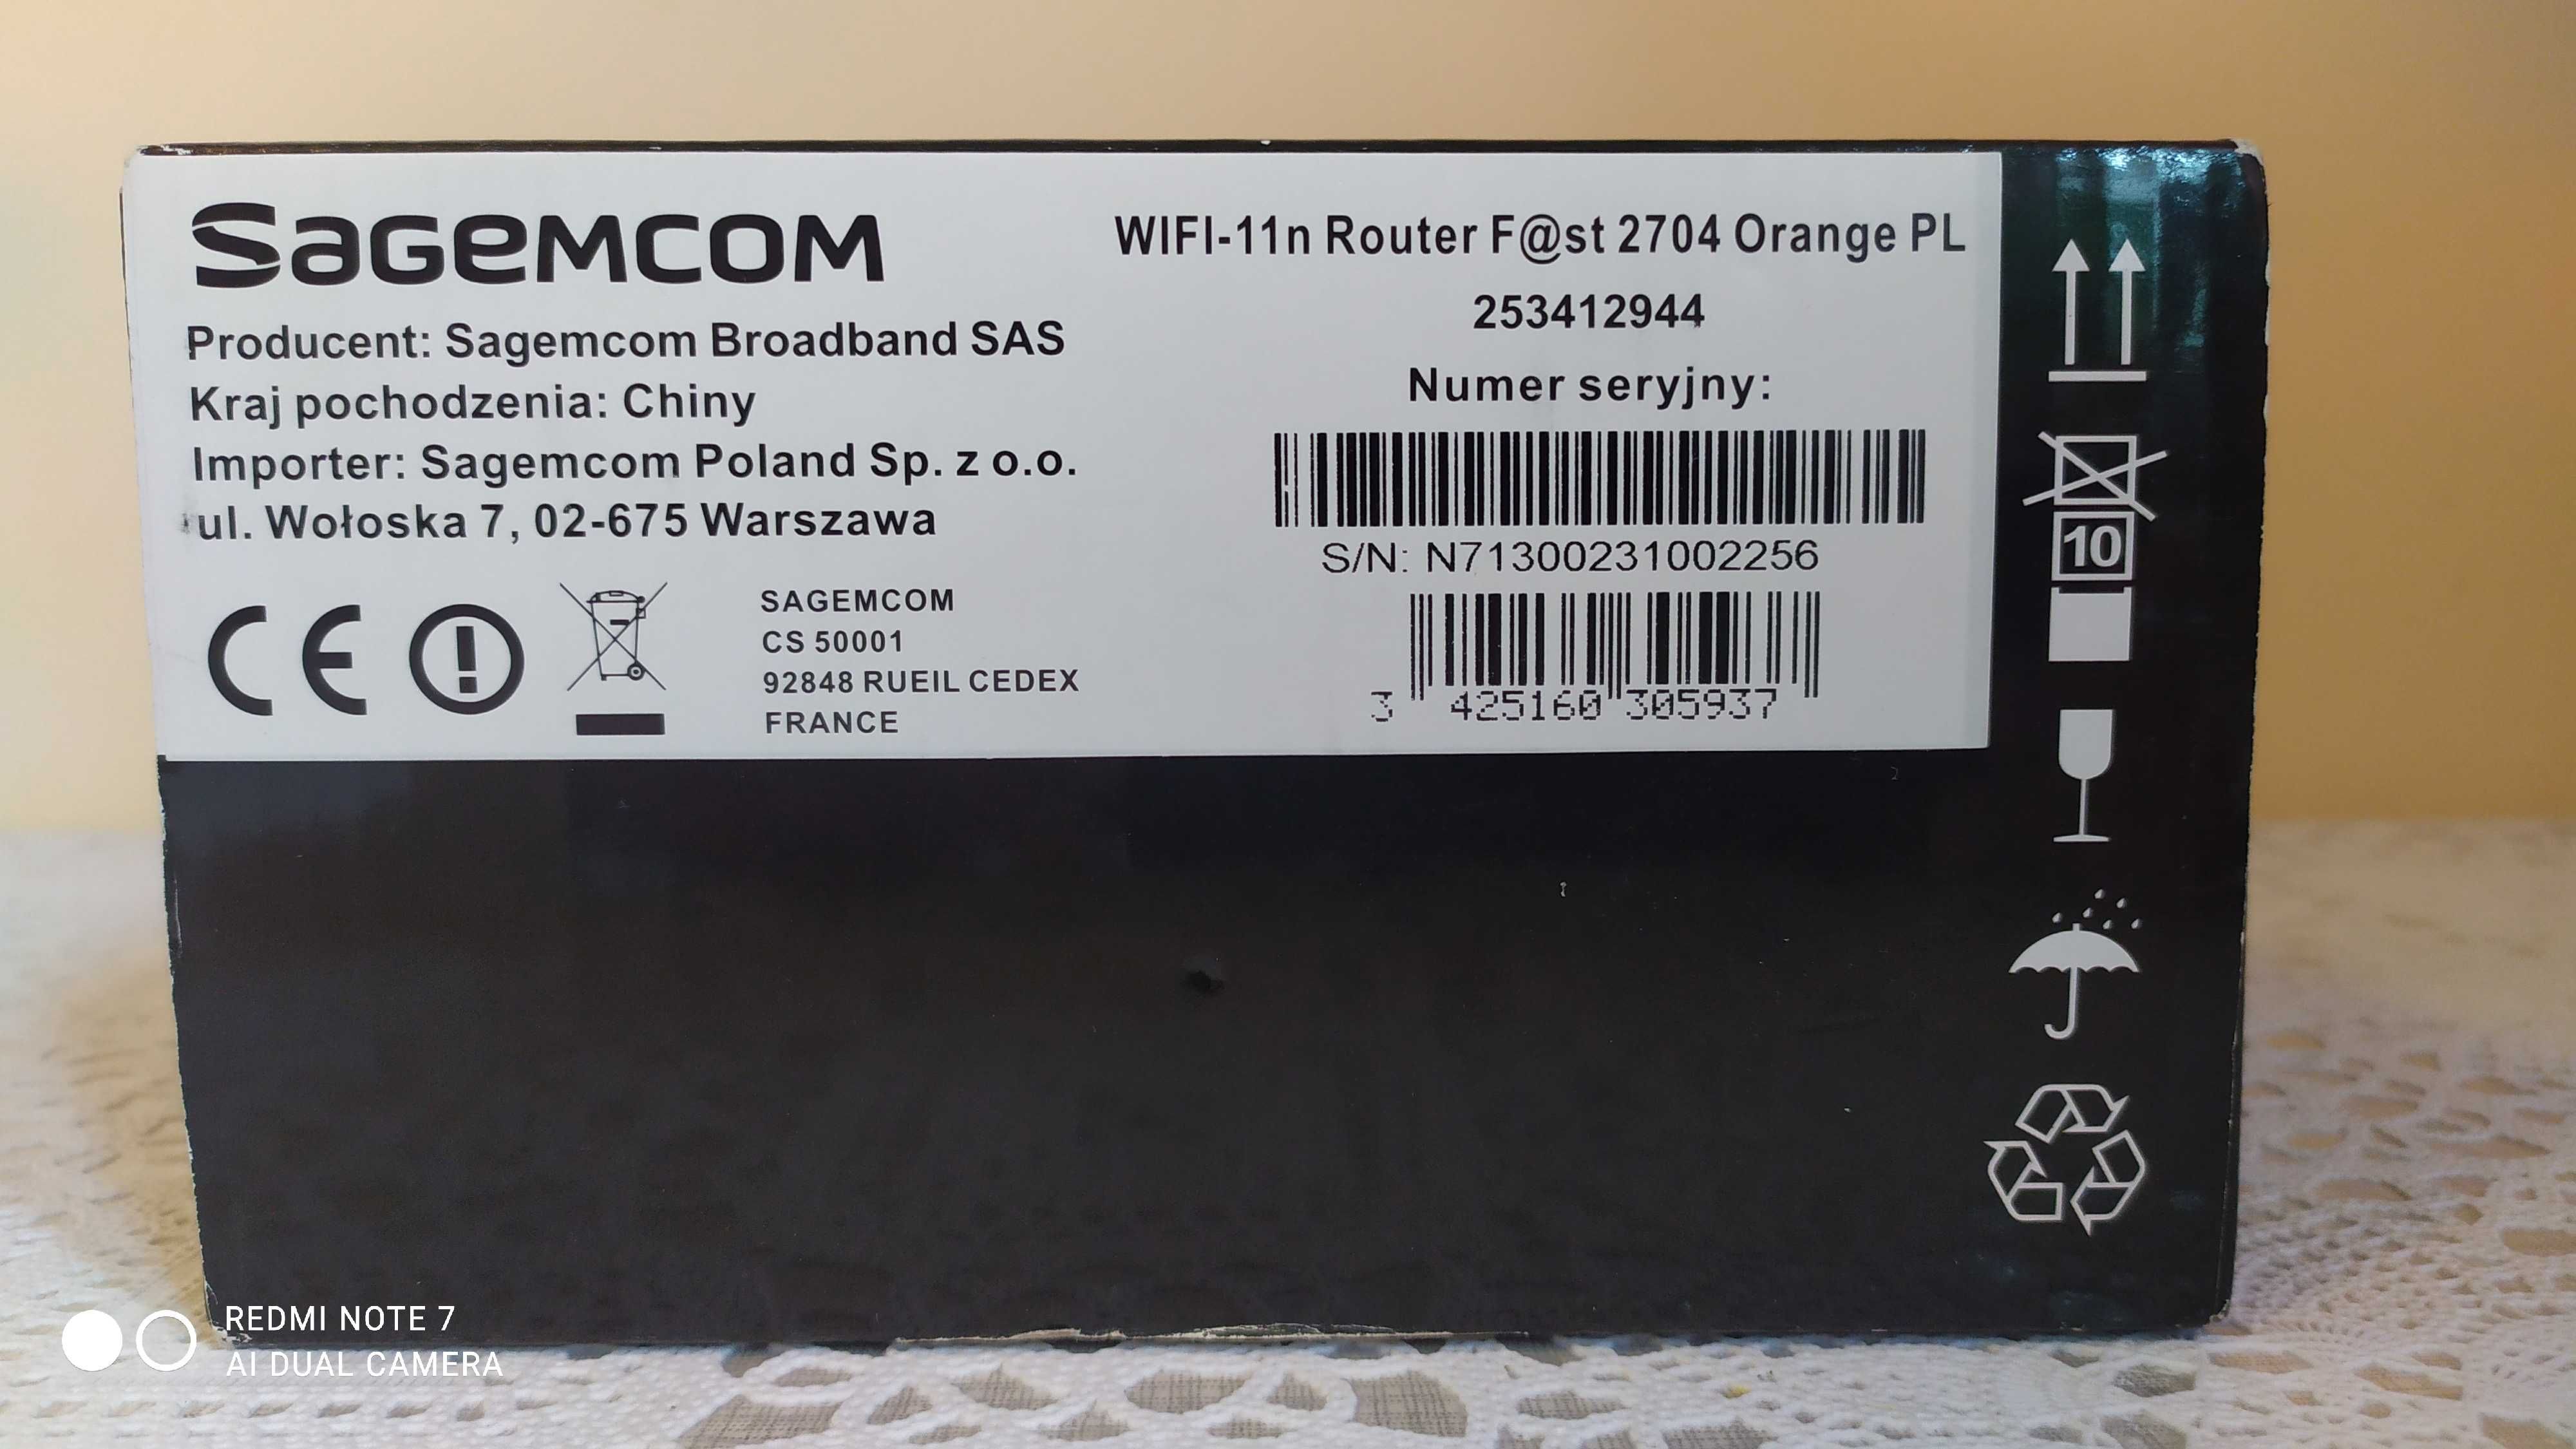 SAGEMCOM
Producent: Sagemcom Broadband SAS
Kraj pochodzenia: Chiny
Importer: Sagemcom Poland Sp. z o.o.
ul. Wołoska 7, 02-675 Warszawa
CE
SAGEMCOM
CS 50001
92848 RUEIL CEDEX
FRANCE
WIFI-11n Router F@st 2704 Orange PL
253412944
Numer seryjny:
S/N: N71300231002256
3 425160 305937
10
REDMI NOTE 7
AI DUAL CAMERA